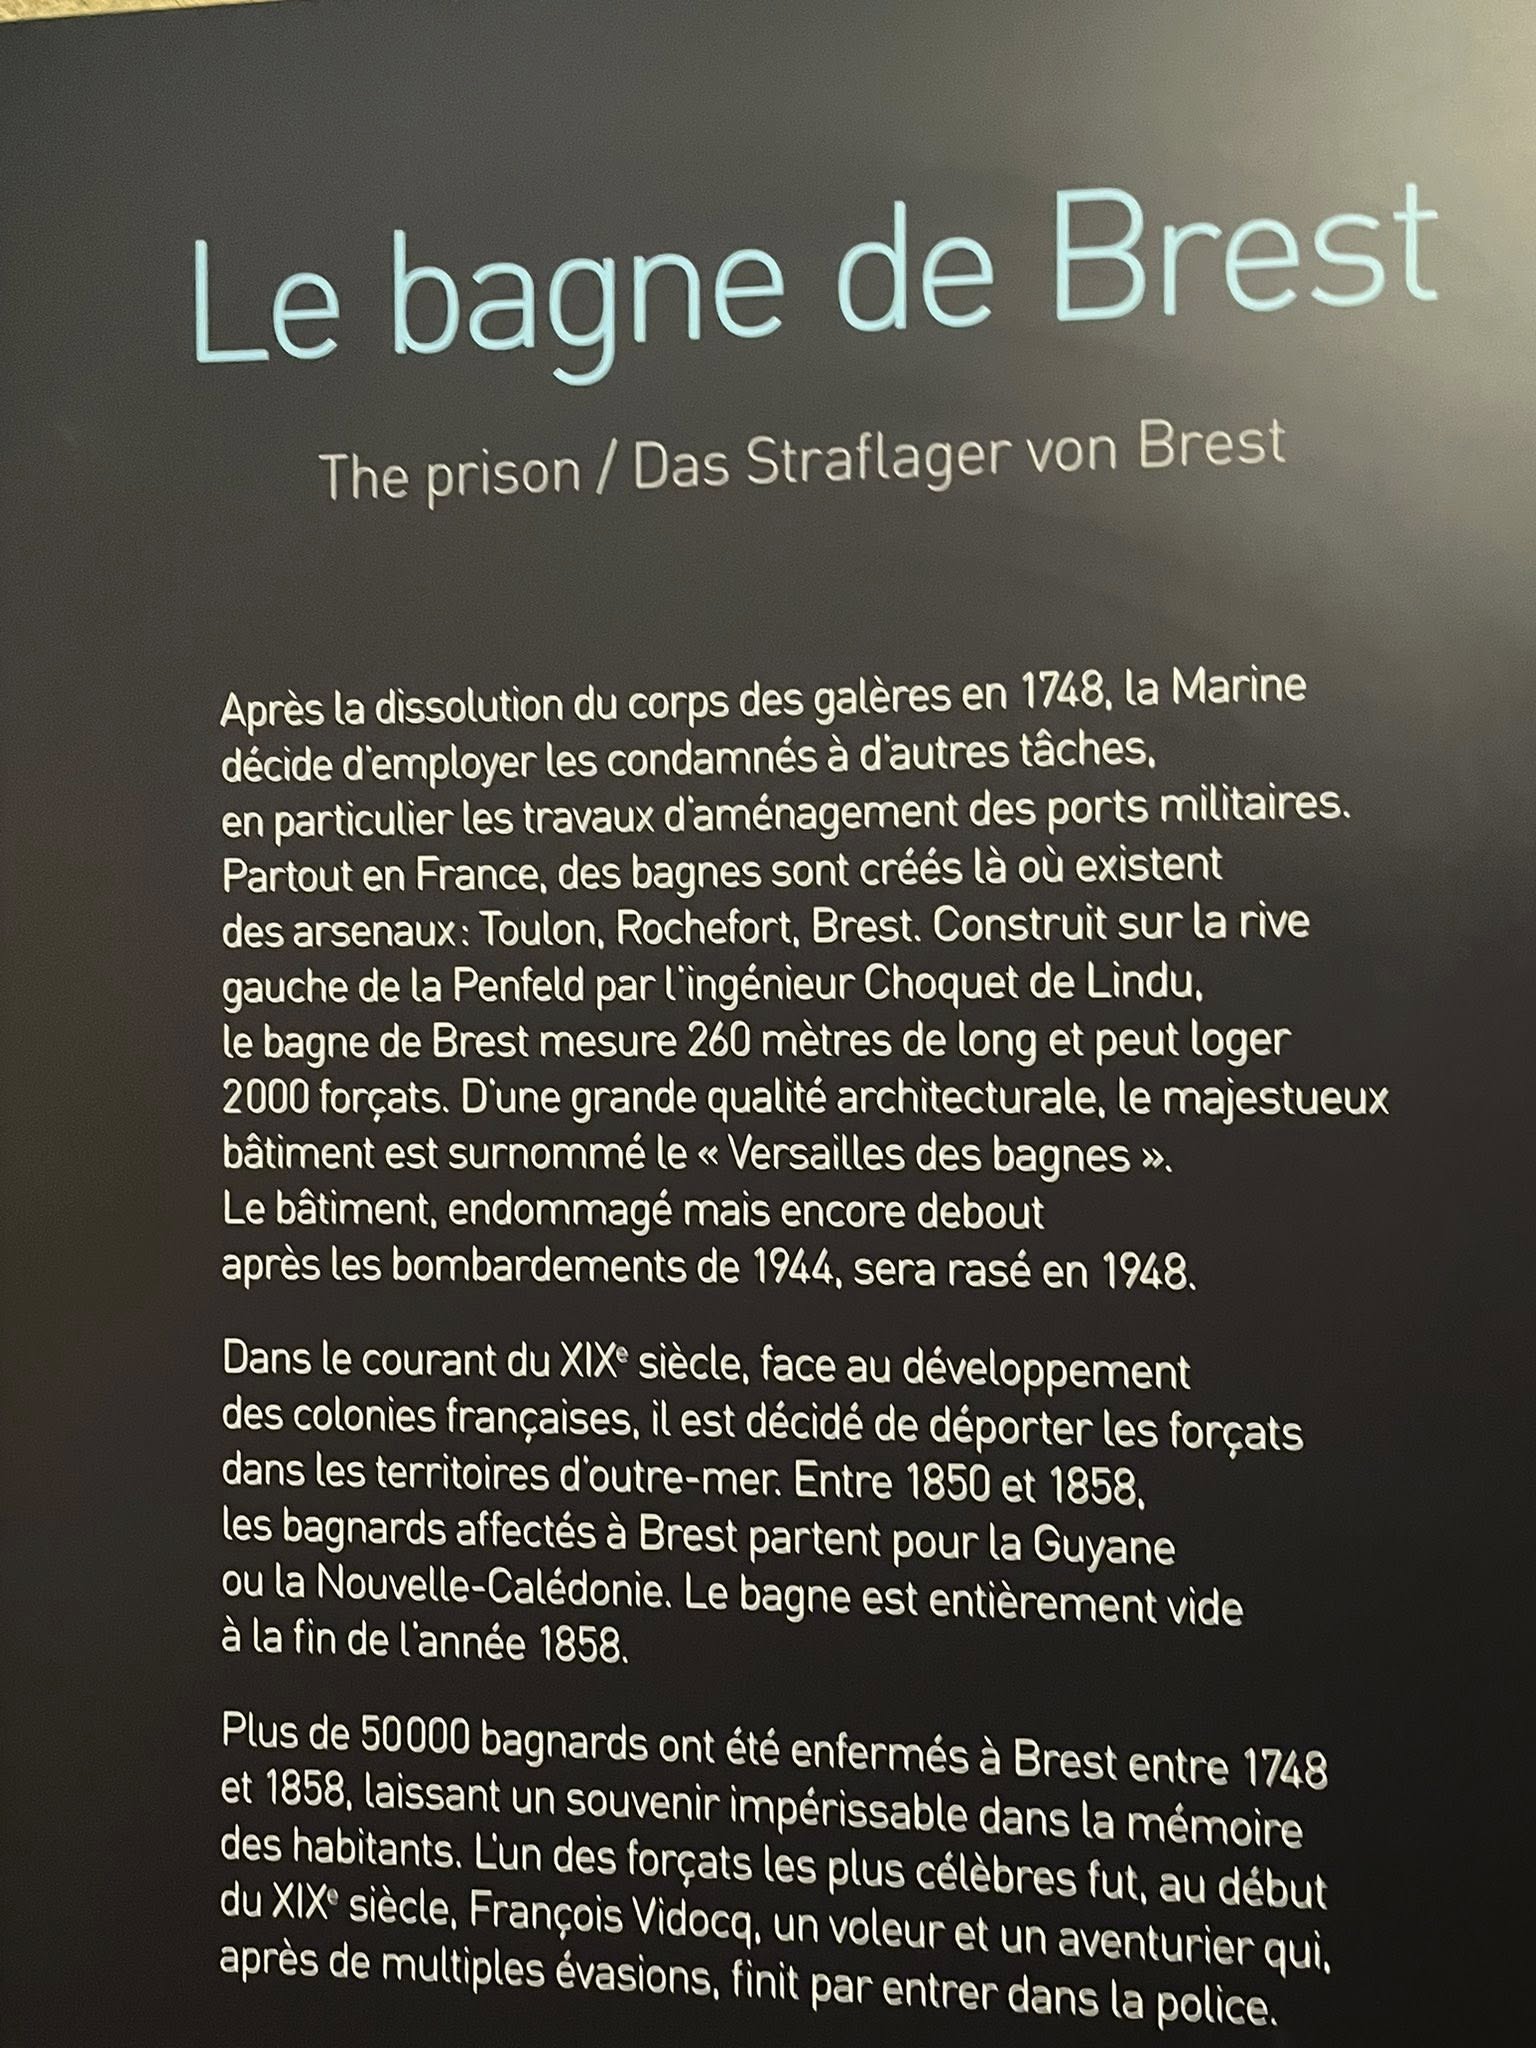 Le bagne de Brest
The prison / Das Straflager von Brest
Après la dissolution du corps des galères en 1748, la Marine
décide d'employer les condamnés à d'autres tâches,
en particulier les travaux d'aménagement des ports militaires.
Partout en France, des bagnes sont créés là où existent
des arsenaux : Toulon, Rochefort, Brest. Construit sur la rive
gauche de la Penfeld par l'ingénieur Choquet de Lindu,
le bagne de Brest mesure 260 mètres de long et peut loger
2000 forçats. D'une grande qualité architecturale, le majestueux
bâtiment est surnommé le « Versailles des bagnes ».
Le bâtiment, endommagé mais encore debout
après les bombardements de 1944, sera rasé en 1948.
Dans le courant du XIXe siècle, face au développement
des colonies françaises, il est décidé de déporter les forçats
dans les territoires d'outre-mer. Entre 1850 et 1858,
les bagnards affectés à Brest partent pour la Guyane
ou la Nouvelle-Calédonie. Le bagne est entièrement vide
à la fin de l'année 1858.
Plus de 50 000 bagnards ont été enfermés à Brest entre 1748
et 1858, laissant un souvenir impérissable dans la mémoire
des habitants. L'un des forçats les plus célèbres fut, au début
du XIXe siècle, François Vidocq, un voleur et un aventurier qui,
après de multiples évasions, finit par entrer dans la police.